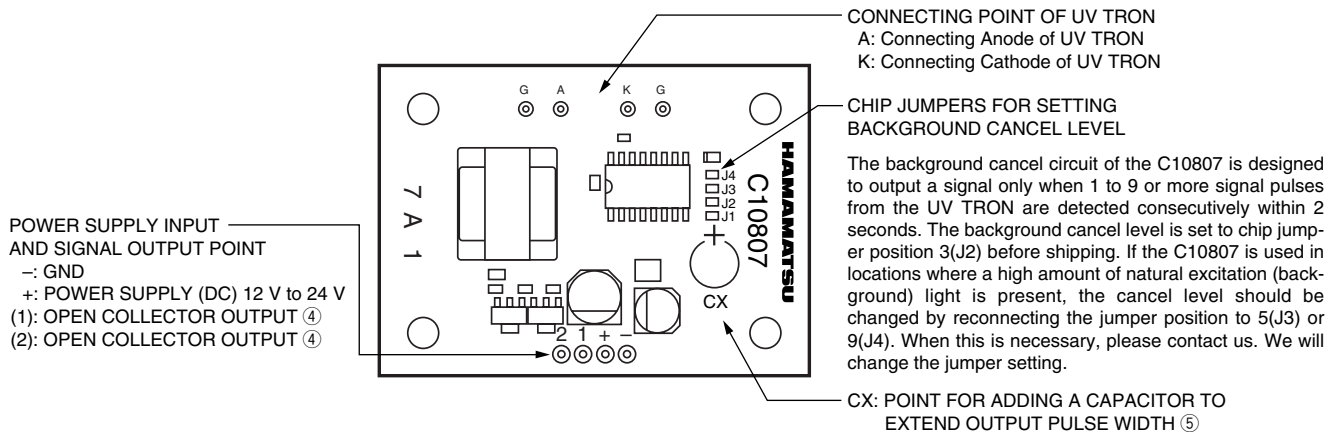 CONNECTING POINT OF UV TRON
A: Connecting Anode of UV TRON
K: Connecting Cathode of UV TRON
CHIP JUMPERS FOR SETTING
BACKGROUND CANCEL LEVEL
The background cancel circuit of the C10807 is designed
to output a signal only when 1 to 9 or more signal pulses
from the UV TRON are detected consecutively within 2
seconds. The background cancel level is set to chip jump-
er position 3(J2) before shipping. If the C10807 is used in
locations where a high amount of natural excitation (back-
ground) light is present, the cancel level should be
changed by reconnecting the jumper position to 5(J3) or
9(J4). When this is necessary, please contact us. We will
change the jumper setting.
CX: POINT FOR ADDING A CAPACITOR TO
EXTEND OUTPUT PULSE WIDTH ⑤
POWER SUPPLY INPUT
AND SIGNAL OUTPUT POINT
–: GND
+: POWER SUPPLY (DC) 12 V to 24 V
(1): OPEN COLLECTOR OUTPUT ④
(2): OPEN COLLECTOR OUTPUT ④
G A K G
J4
J3
J2
J1
HAMAMATSU
C10807
7 A 1
+
CX
2 1 + –